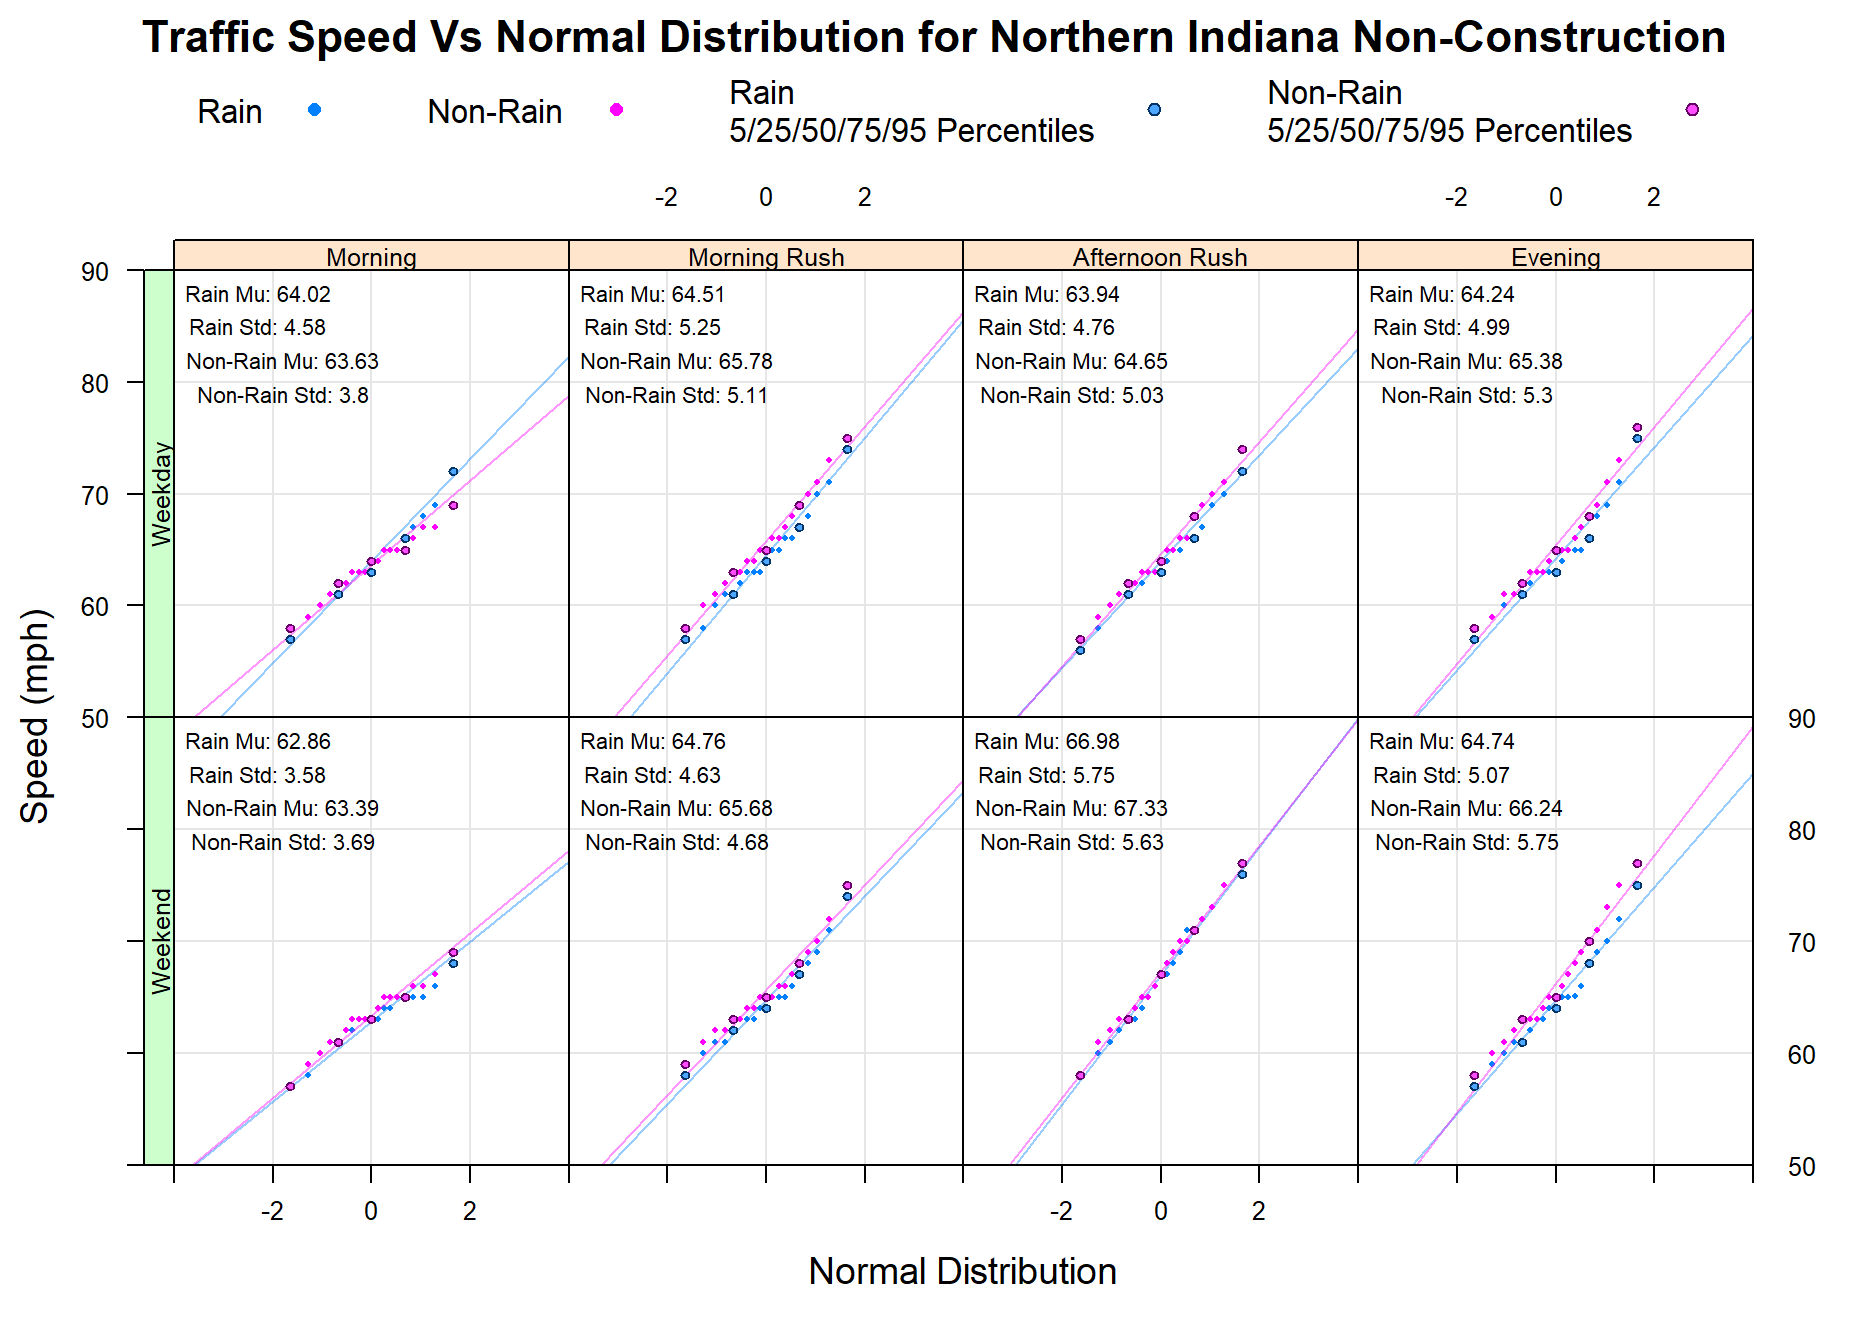 Traffic Speed Vs Normal Distribution for Northern Indiana Non-Construction
Rain
Non-Rain
Rain
5/25/50/75/95 Percentiles
Non-Rain
5/25/50/75/95 Percentiles
-2 0 2
-2 0 2
Morning
Morning Rush
Afternoon Rush
Evening
90
80
70
60
50
Weekday
Rain Mu: 64.02
Rain Std: 4.58
Non-Rain Mu: 63.63
Non-Rain Std: 3.8
Rain Mu: 64.51
Rain Std: 5.25
Non-Rain Mu: 65.78
Non-Rain Std: 5.11
Rain Mu: 63.94
Rain Std: 4.76
Non-Rain Mu: 64.65
Non-Rain Std: 5.03
Rain Mu: 64.24
Rain Std: 4.99
Non-Rain Mu: 65.38
Non-Rain Std: 5.3
Speed (mph)
Weekend
Rain Mu: 62.86
Rain Std: 3.58
Non-Rain Mu: 63.39
Non-Rain Std: 3.69
Rain Mu: 64.76
Rain Std: 4.63
Non-Rain Mu: 65.68
Non-Rain Std: 4.68
Rain Mu: 66.98
Rain Std: 5.75
Non-Rain Mu: 67.33
Non-Rain Std: 5.63
Rain Mu: 64.74
Rain Std: 5.07
Non-Rain Mu: 66.24
Non-Rain Std: 5.75
90
80
70
60
50
-2 0 2
-2 0 2
Normal Distribution